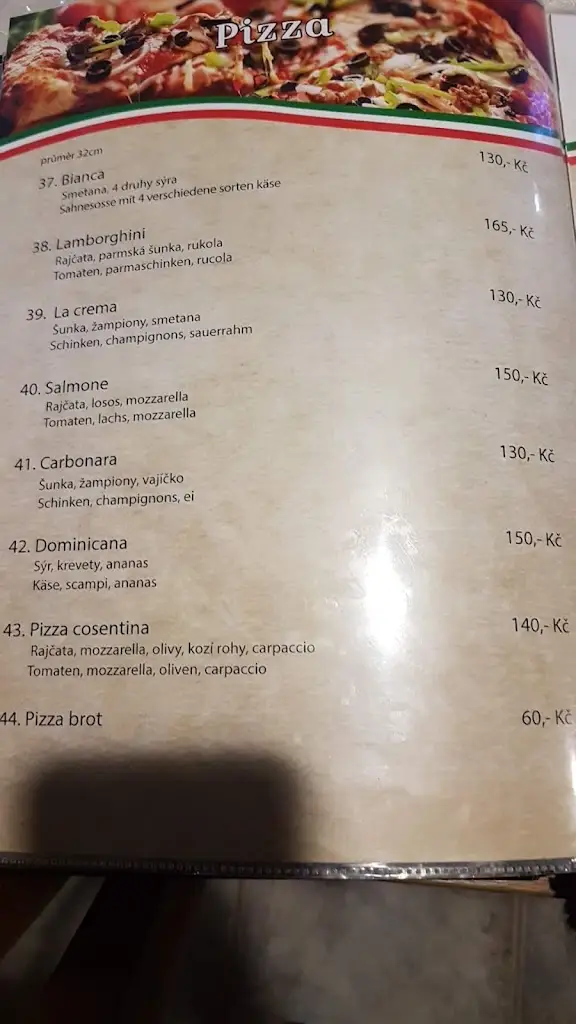 Pizza
průměr 32cm
37. Bianca 130,- Kč
Smetana, 4 druhy sýra
Sahnesosse mit 4 verschiedene sorten käse
38. Lamborghini 165,- Kč
Rajčata, parmská šunka, rukola
Tomaten, parmaschinken, rucola
39. La crema 130,- Kč
Šunka, žampiony, smetana
Schinken, champignons, sauerrahm
40. Salmone 150,- Kč
Rajčata, losos, mozzarella
Tomaten, lachs, mozzarella
41. Carbonara 130,- Kč
Šunka, žampiony, vajíčko
Schinken, champignons, ei
42. Dominicana 150,- Kč
Sýr, krevety, ananas
Käse, scampi, ananas
43. Pizza cosentina 140,- Kč
Rajčata, mozzarella, olivy, kozí rohy, carpaccio
Tomaten, mozzarella, oliven, carpaccio
44. Pizza brot 60,- Kč